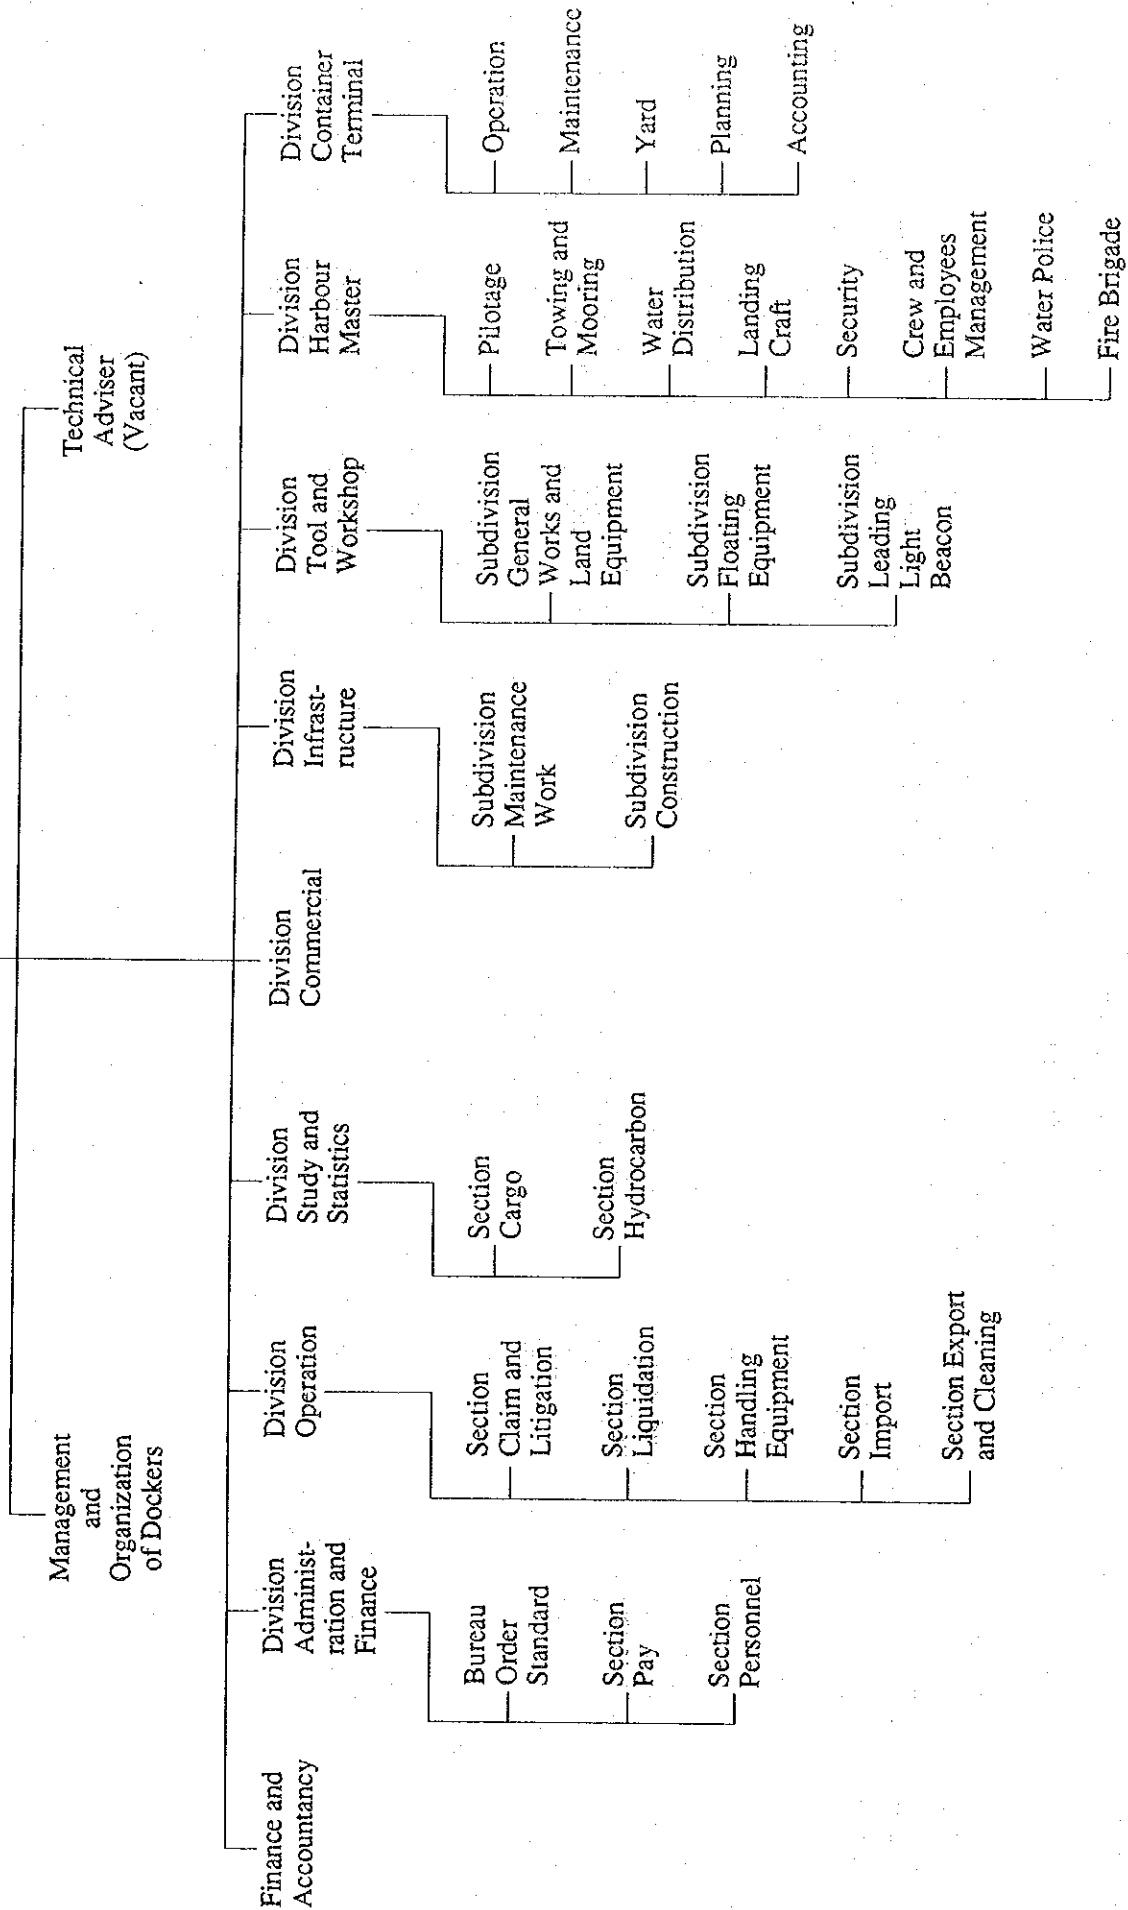 Management
and
Organization
of Dockers
Technical
Adviser
(Vacant)
Finance and
Accountancy
Division
Administ-
ration and
Finance
Bureau
Order
Standard
Section
Pay
Section
Personnel
Division
Operation
Section
Claim and
Litigation
Section
Liquidation
Section
Handling
Equipment
Section
Import
Section Export
and Cleaning
Division
Study and
Statistics
Section
Cargo
Section
Hydrocarbon
Division
Commercial
Division
Infrast-
ructure
Subdivision
Maintenance
Work
Subdivision
Construction
Division
Tool and
Workshop
Subdivision
General
Works and
Land
Equipment
Subdivision
Floating
Equipment
Subdivision
Leading
Light
Beacon
Division
Harbour
Master
Pilotage
Towing and
Mooring
Water
Distribution
Landing
Craft
Security
Crew and
Employees
Management
Water Police
Fire Brigade
Division
Container
Terminal
Operation
Maintenance
Yard
Planning
Accounting